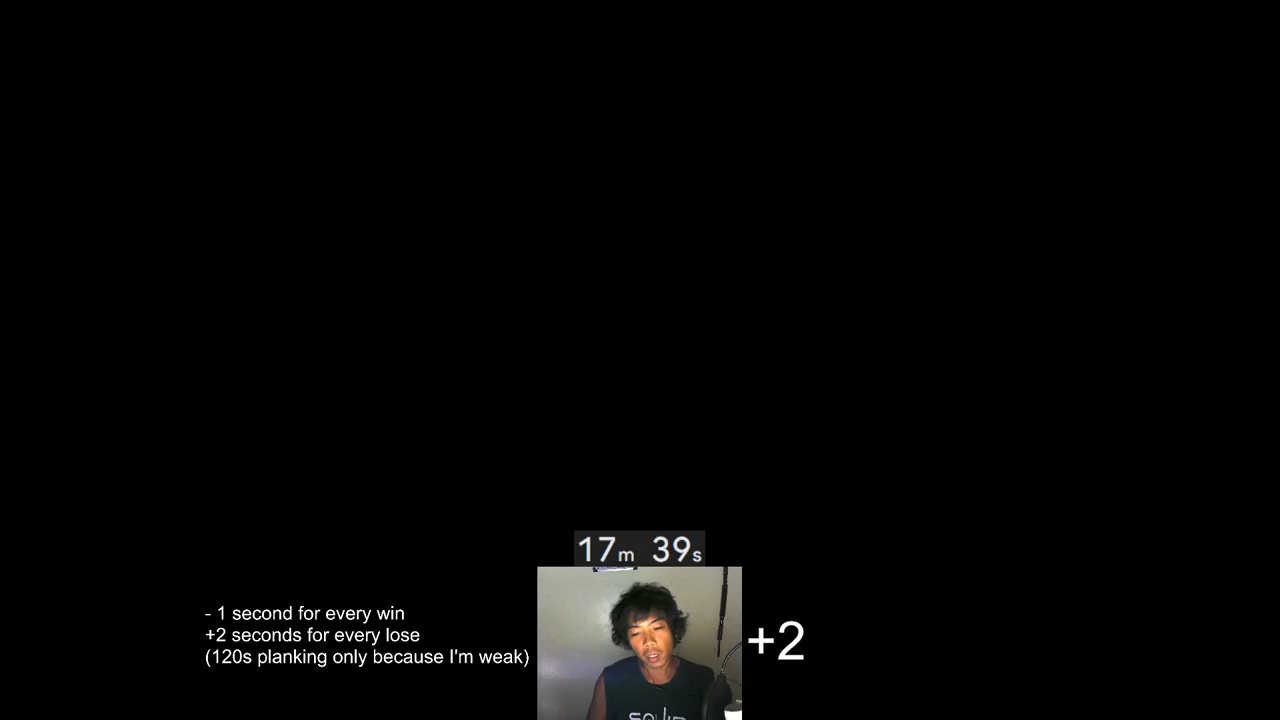 17m 39s
- 1 second for every win
+2 seconds for every lose
(120s planking only because I'm weak)
+2